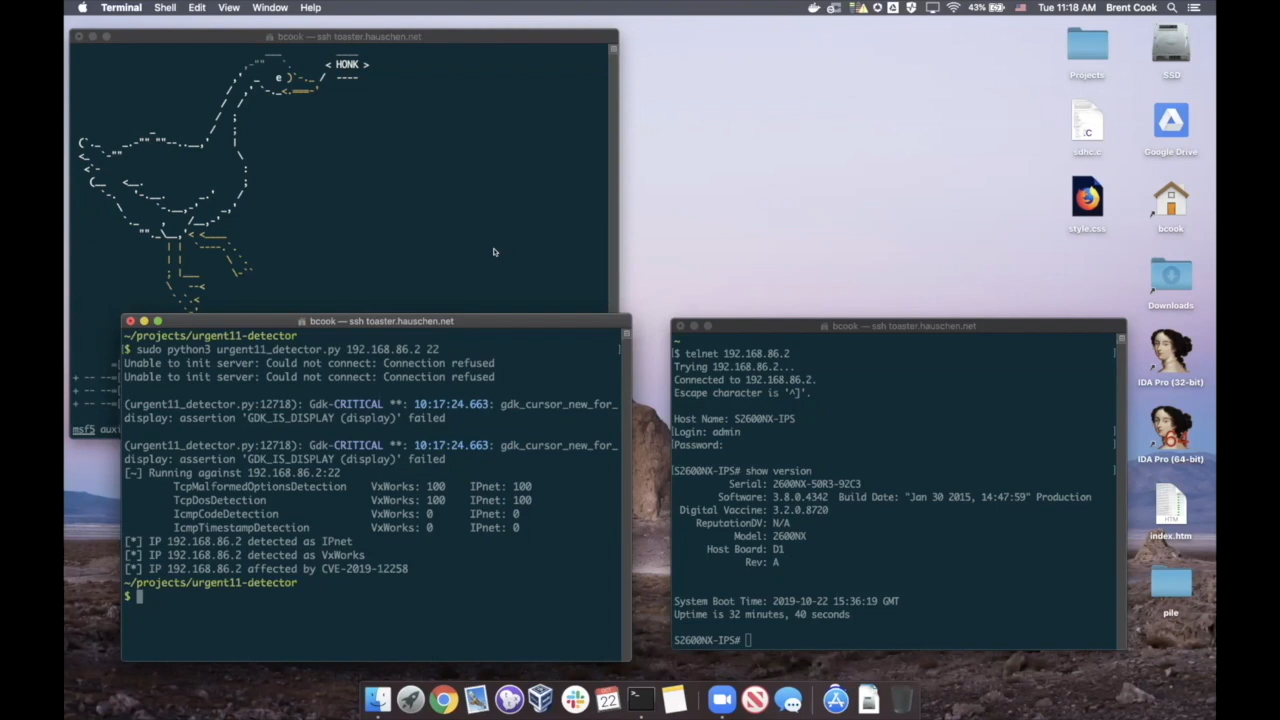 Terminal Shell Edit View Window Help 43% Tue 11:18 AM Brent Cook
bcook — ssh toaster.hauschen.net
< HONK >
----
e
+ -- --=[
+ -- --=[
+ -- --=[
msf5 auxi
bcook — ssh toaster.hauschen.net
~/projects/urgent11-detector
$ sudo python3 urgent11_detector.py 192.168.86.2 22
Unable to init server: Could not connect: Connection refused
Unable to init server: Could not connect: Connection refused
(urgent11_detector.py:12718): Gdk-CRITICAL **: 10:17:24.663: gdk_cursor_new_for_
display: assertion 'GDK_IS_DISPLAY (display)' failed
(urgent11_detector.py:12718): Gdk-CRITICAL **: 10:17:24.663: gdk_cursor_new_for_
display: assertion 'GDK_IS_DISPLAY (display)' failed
[~] Running against 192.168.86.2:22
TcpMalformedOptionsDetection VxWorks: 100 IPnet: 100
TcpDosDetection VxWorks: 100 IPnet: 100
IcmpCodeDetection VxWorks: 0 IPnet: 0
IcmpTimestampDetection VxWorks: 0 IPnet: 0
[*] IP 192.168.86.2 detected as IPnet
[*] IP 192.168.86.2 detected as VxWorks
[*] IP 192.168.86.2 affected by CVE-2019-12258
~/projects/urgent11-detector
$
bcook — ssh toaster.hauschen.net
~
$ telnet 192.168.86.2
Trying 192.168.86.2...
Connected to 192.168.86.2.
Escape character is '^]'.
Host Name: S2600NX-IPS
Login: admin
Password:
S2600NX-IPS# show version
Serial: 2600NX-50R3-92C3
Software: 3.8.0.4342 Build Date: "Jan 30 2015, 14:47:59" Production
Digital Vaccine: 3.2.0.8720
ReputationDV: N/A
Model: 2600NX
Host Board: D1
Rev: A
System Boot Time: 2019-10-22 15:36:19 GMT
Uptime is 32 minutes, 40 seconds
S2600NX-IPS#
Projects
SSD
.C
sdhc.c
Google Drive
style.css
bcook
Downloads
IDA Pro (32-bit)
64
IDA Pro (64-bit)
HTM
index.htm
pile
22